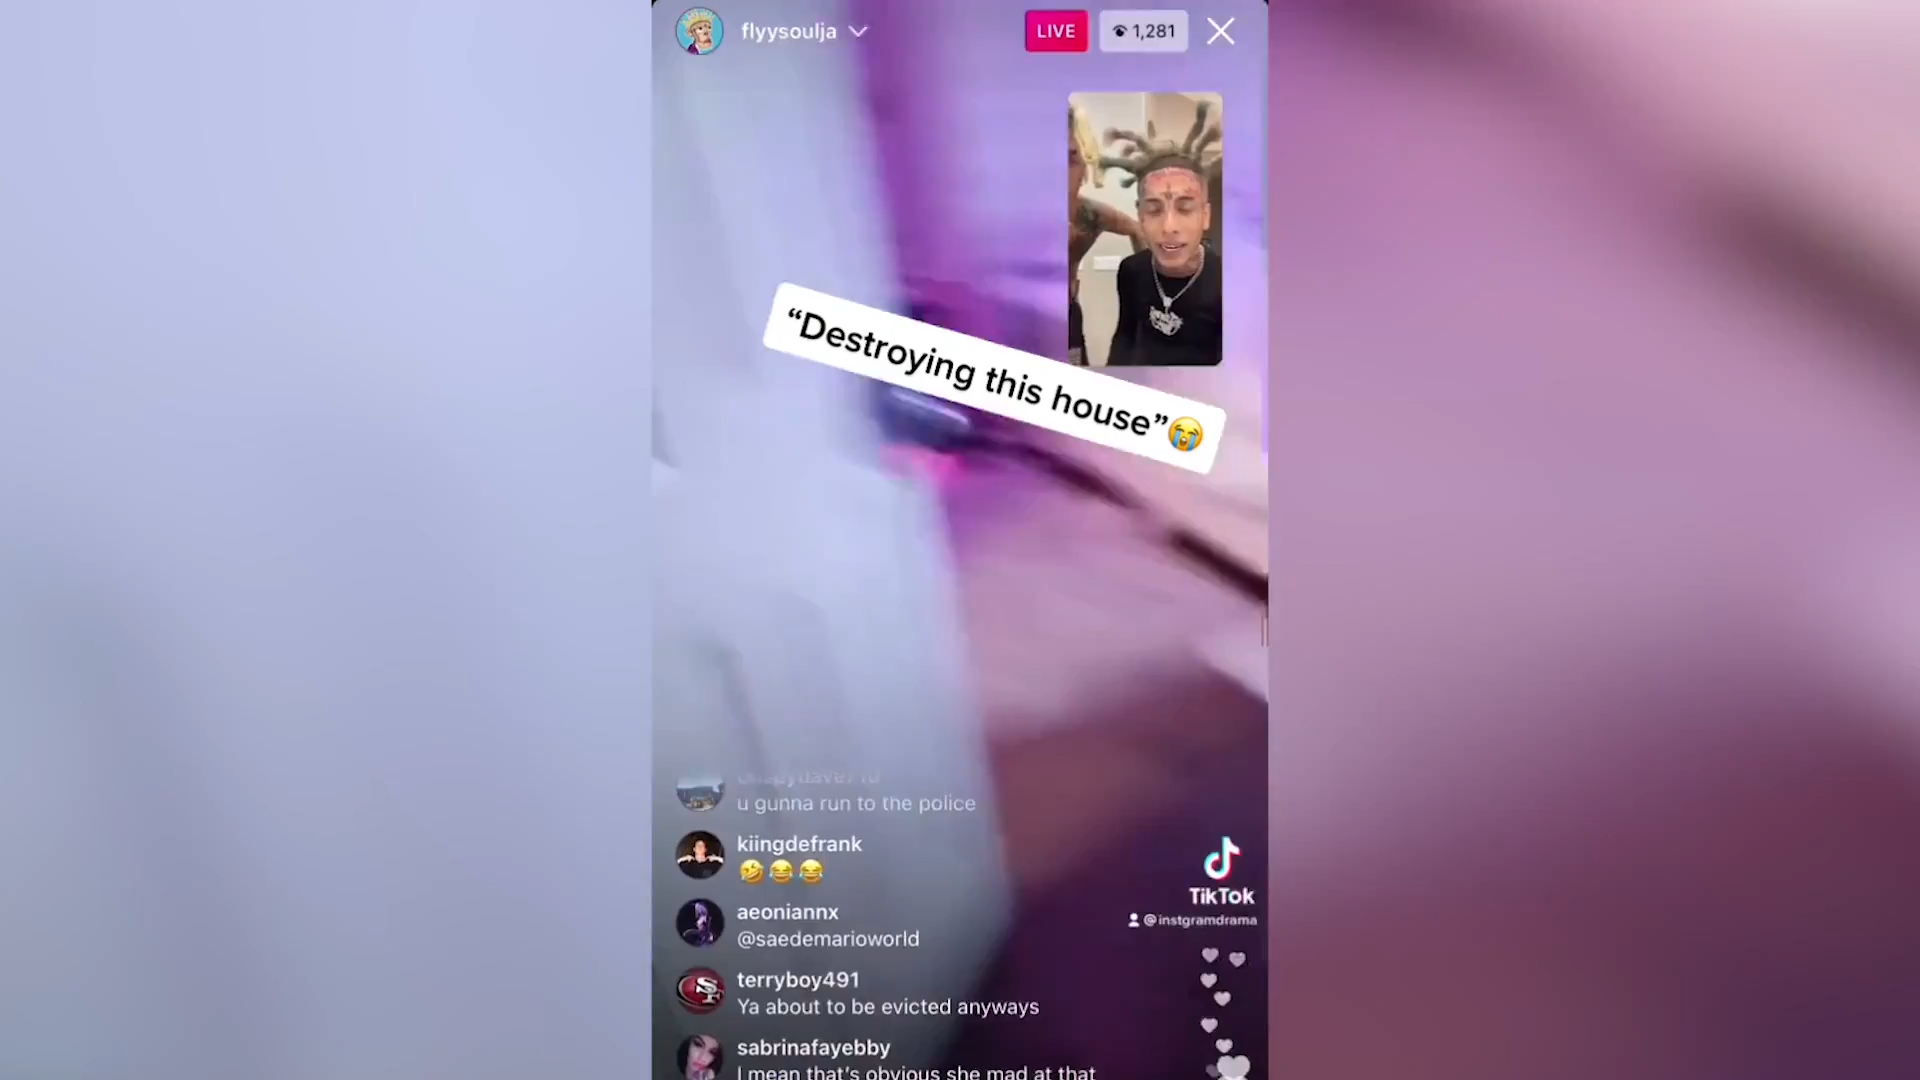 flyysoulja
LIVE
1,281
“Destroying this house”😭
u gunna run to the police
kiingdefrank
🤣😂😂
aeoniannx
@saedemarioworld
terryboy491
Ya about to be evicted anyways
sabrinafayebby
I mean that's obvious she mad at that
TikTok
@instgramdrama